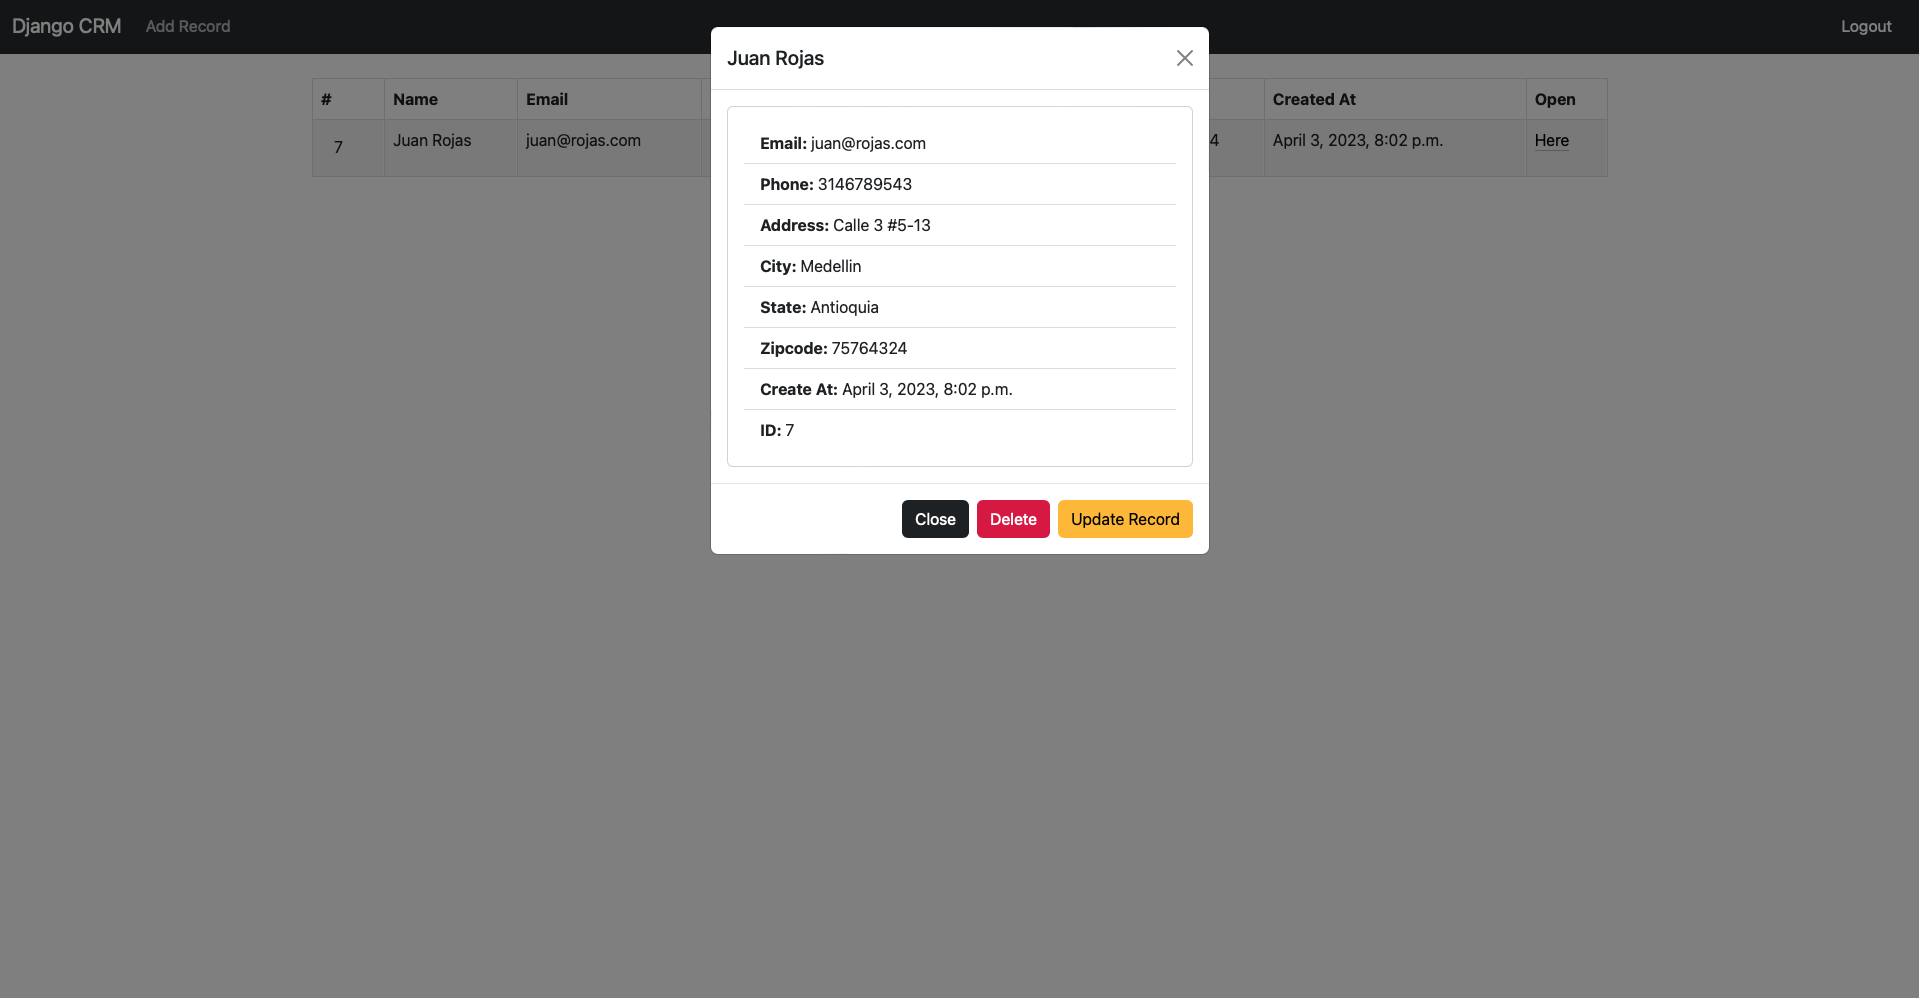 Django CRM Add Record Logout
Juan Rojas
# Name Email Created At Open
7 Juan Rojas juan@rojas.com 4 April 3, 2023, 8:02 p.m. Here
Email: juan@rojas.com
Phone: 3146789543
Address: Calle 3 #5-13
City: Medellin
State: Antioquia
Zipcode: 75764324
Create At: April 3, 2023, 8:02 p.m.
ID: 7
Close Delete Update Record